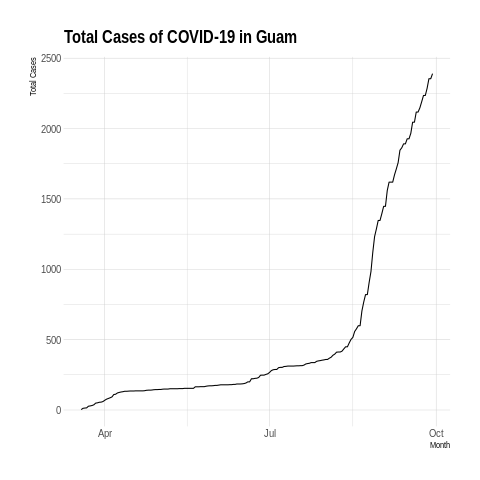 Total Cases of COVID-19 in Guam
Total Cases
2500
2000
1500
1000
500
0
Apr
Jul
Oct
Month